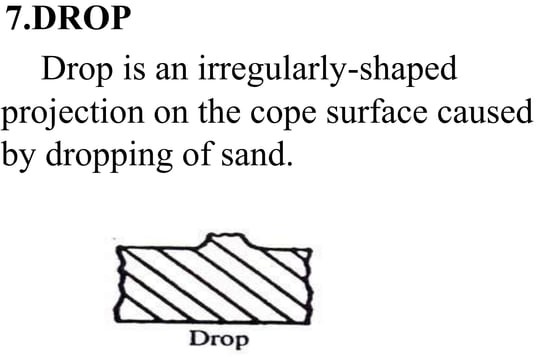 7.DROP
Drop is an irregularly-shaped
projection on the cope surface caused
by dropping of sand.
Drop